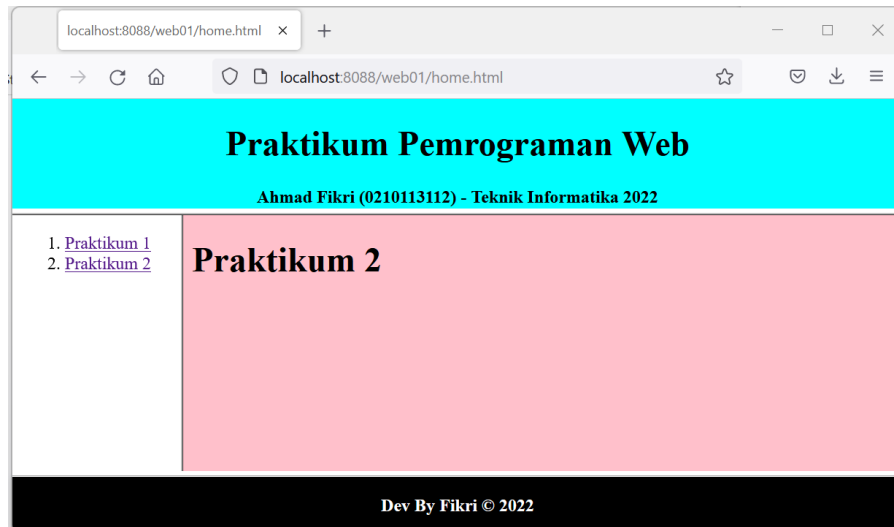 localhost:8088/web01/home.html
localhost:8088/web01/home.html
Praktikum Pemrograman Web
Ahmad Fikri (0210113112) - Teknik Informatika 2022
1. Praktikum 1
2. Praktikum 2
Praktikum 2
Dev By Fikri © 2022